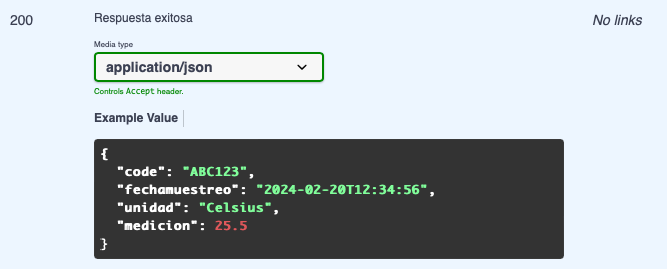 200 Respuesta exitosa No links
Media type
application/json
Controls Accept header.
Example Value
{
"code": "ABC123",
"fechamuestreo": "2024-02-20T12:34:56",
"unidad": "Celsius",
"medicion": 25.5
}